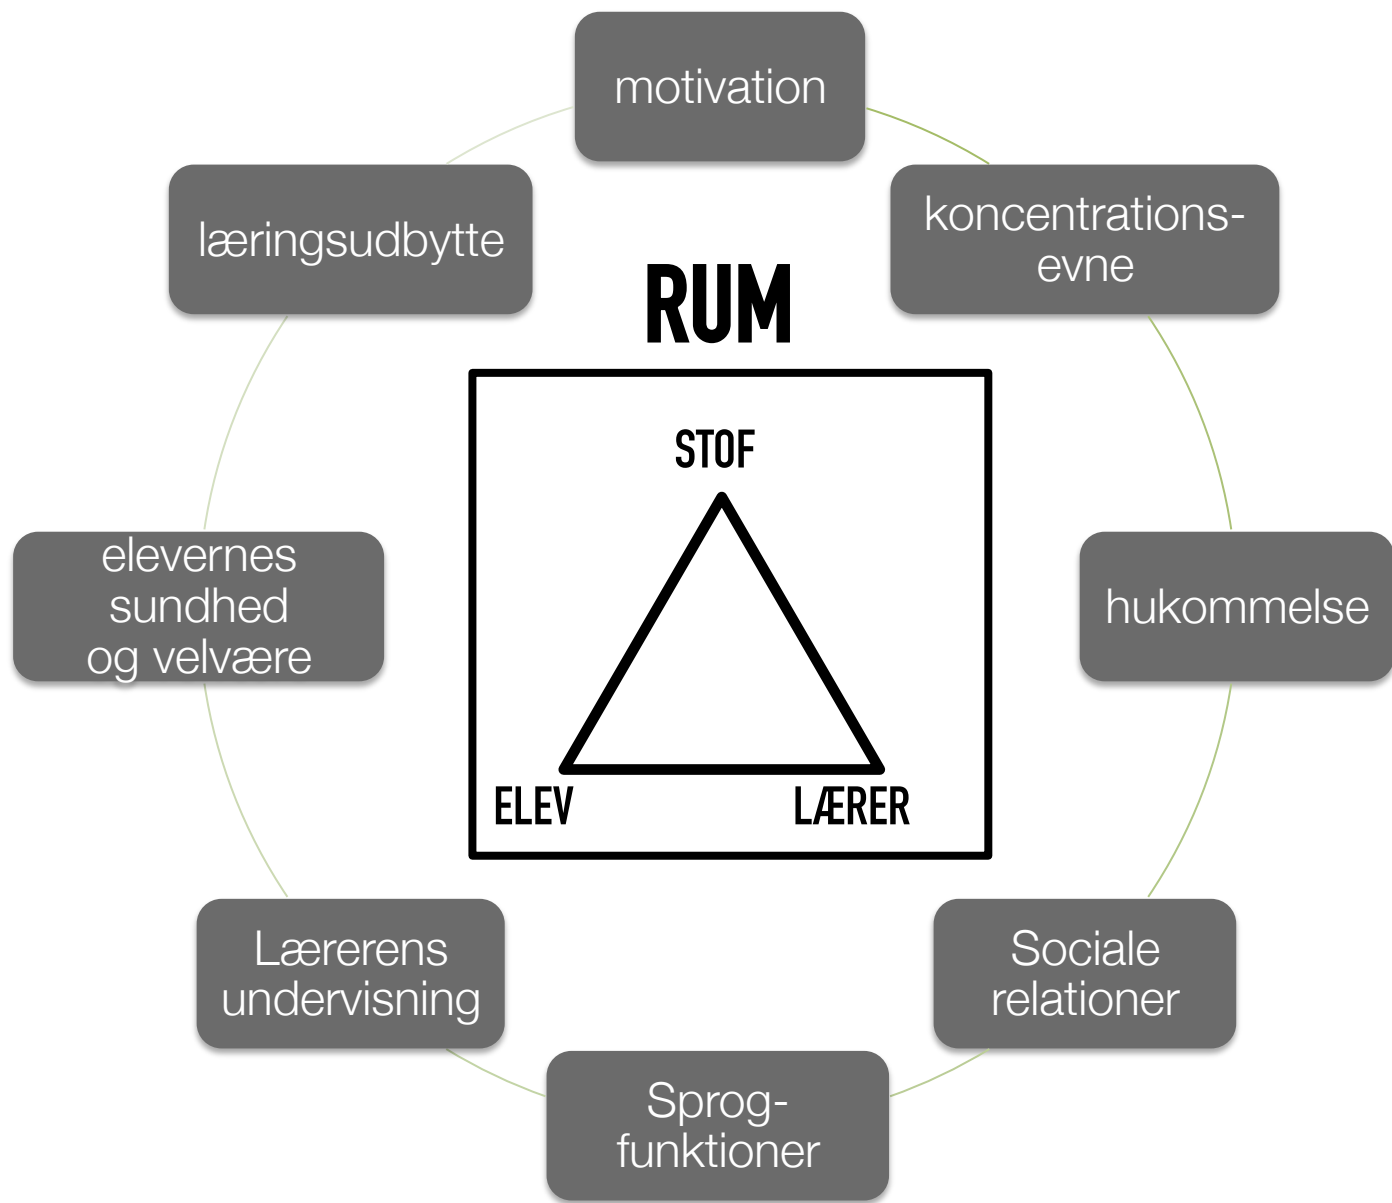 motivation
koncentrations-
evne
hukommelse
Sociale
relationer
Sprog-
funktioner
Lærerens
undervisning
elevernes
sundhed
og velvære
læringsudbytte
RUM
STOF
ELEV
LÆRER